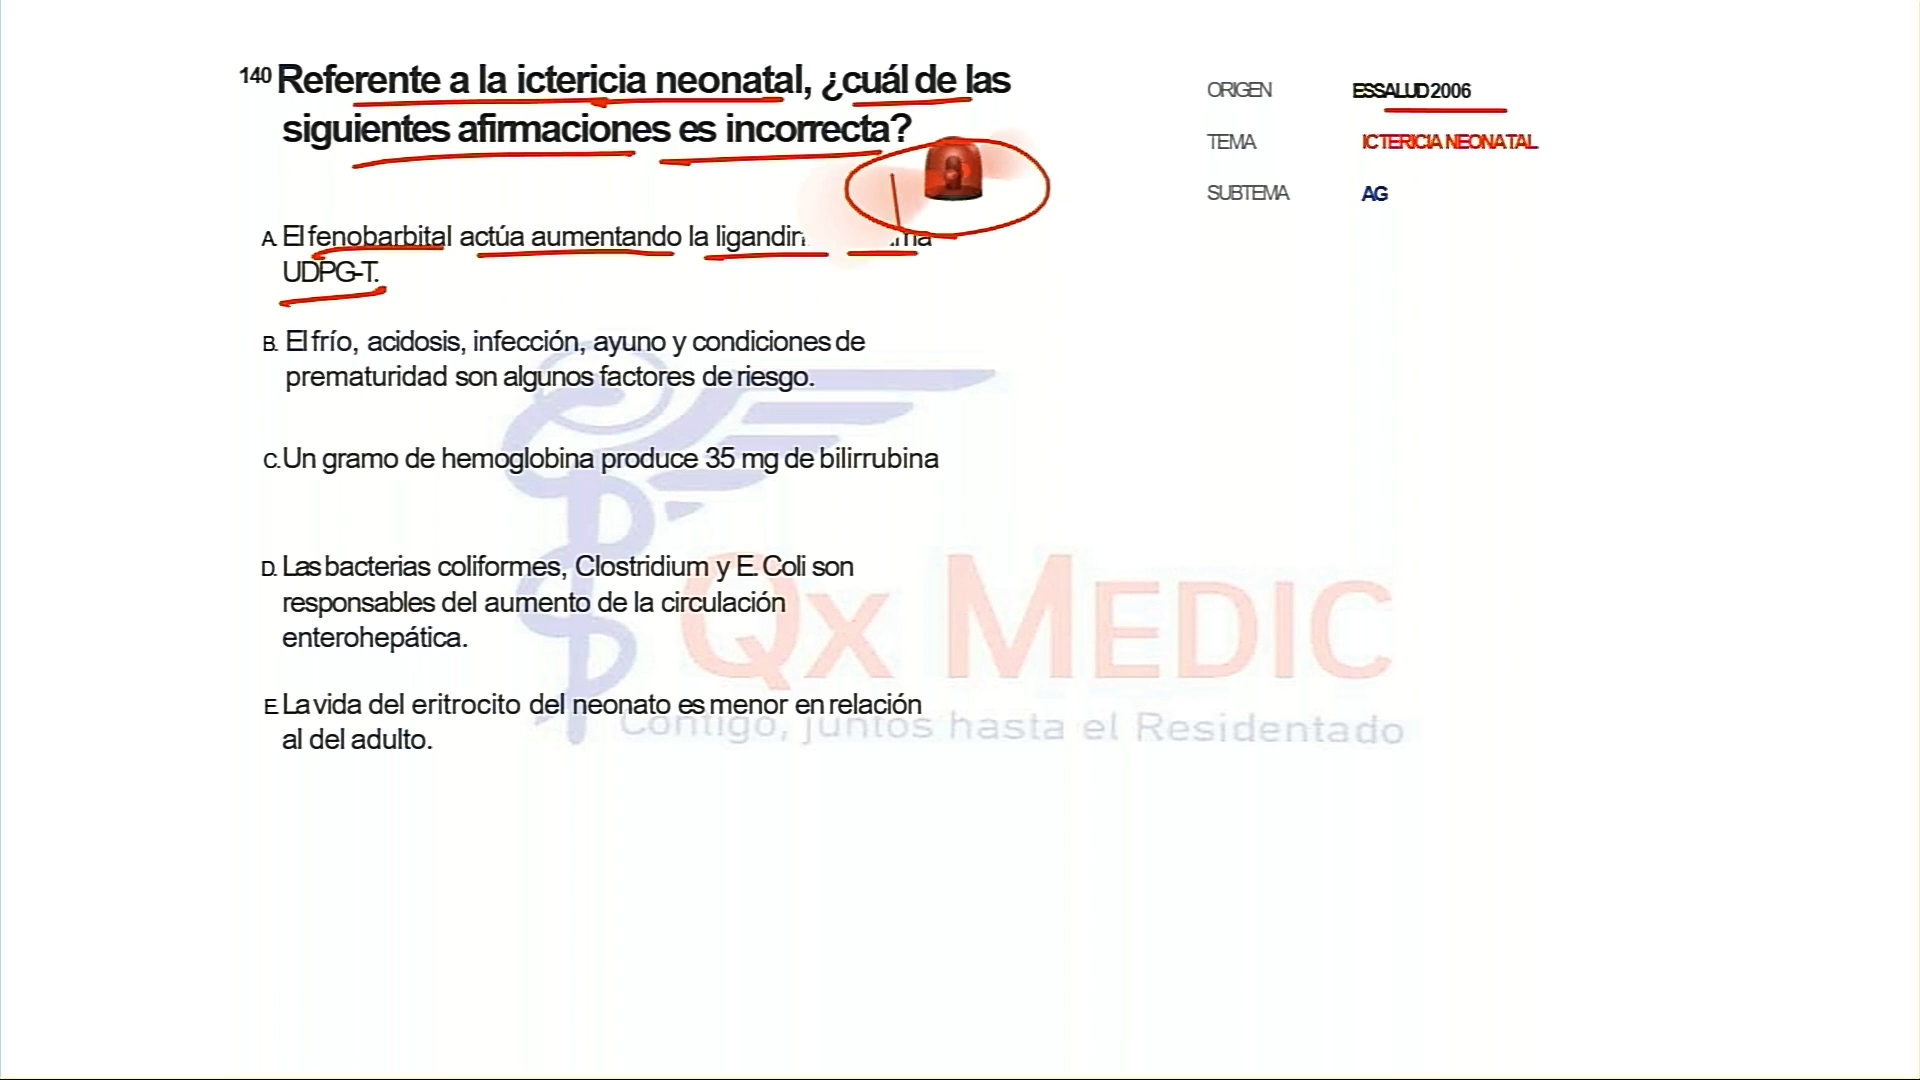 140 Referente a la ictericia neonatal, ¿cuál de las
siguientes afirmaciones es incorrecta?
A. El fenobarbital actúa aumentando la
UDPG-T.
B. El frío, acidosis, infección, ayuno y condiciones de
prematuridad son algunos factores de riesgo.
C. Un gramo de hemoglobina produce 35 mg de bilirrubina
D. Las bacterias coliformes, Clostridium y E. Coli son
responsables del aumento de la circulación
enterohepática.
E La vida del eritrocito del neonato es menor en relación
al del adulto.
ORIGEN ESSALUD 2006
TEMA ICTERICIA NEONATAL
SUBTEMA AG
QX MEDIC
Contigo, juntos hasta el Residentado